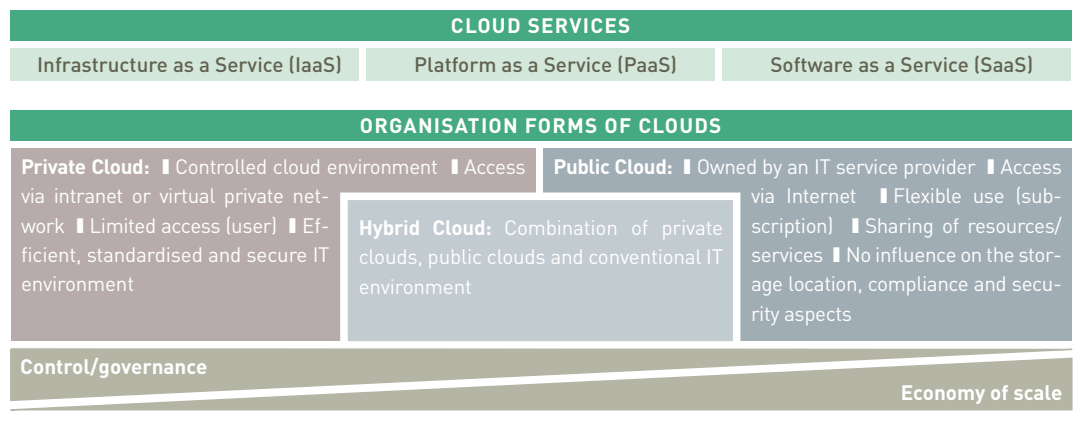 CLOUD SERVICES
Infrastructure as a Service (IaaS)
Platform as a Service (PaaS)
Software as a Service (SaaS)
ORGANISATION FORMS OF CLOUDS
Private Cloud: ▮ Controlled cloud environment ▮ Access
via intranet or virtual private net-
work ▮ Limited access (user) ▮ Ef-
ficient, standardised and secure IT
environment
Hybrid Cloud: Combination of private
clouds, public clouds and conventional IT
environment
Public Cloud: ▮ Owned by an IT service provider ▮ Access
via Internet ▮ Flexible use (sub-
scription) ▮ Sharing of resources/
services ▮ No influence on the stor-
age location, compliance and secu-
rity aspects
Control/governance
Economy of scale